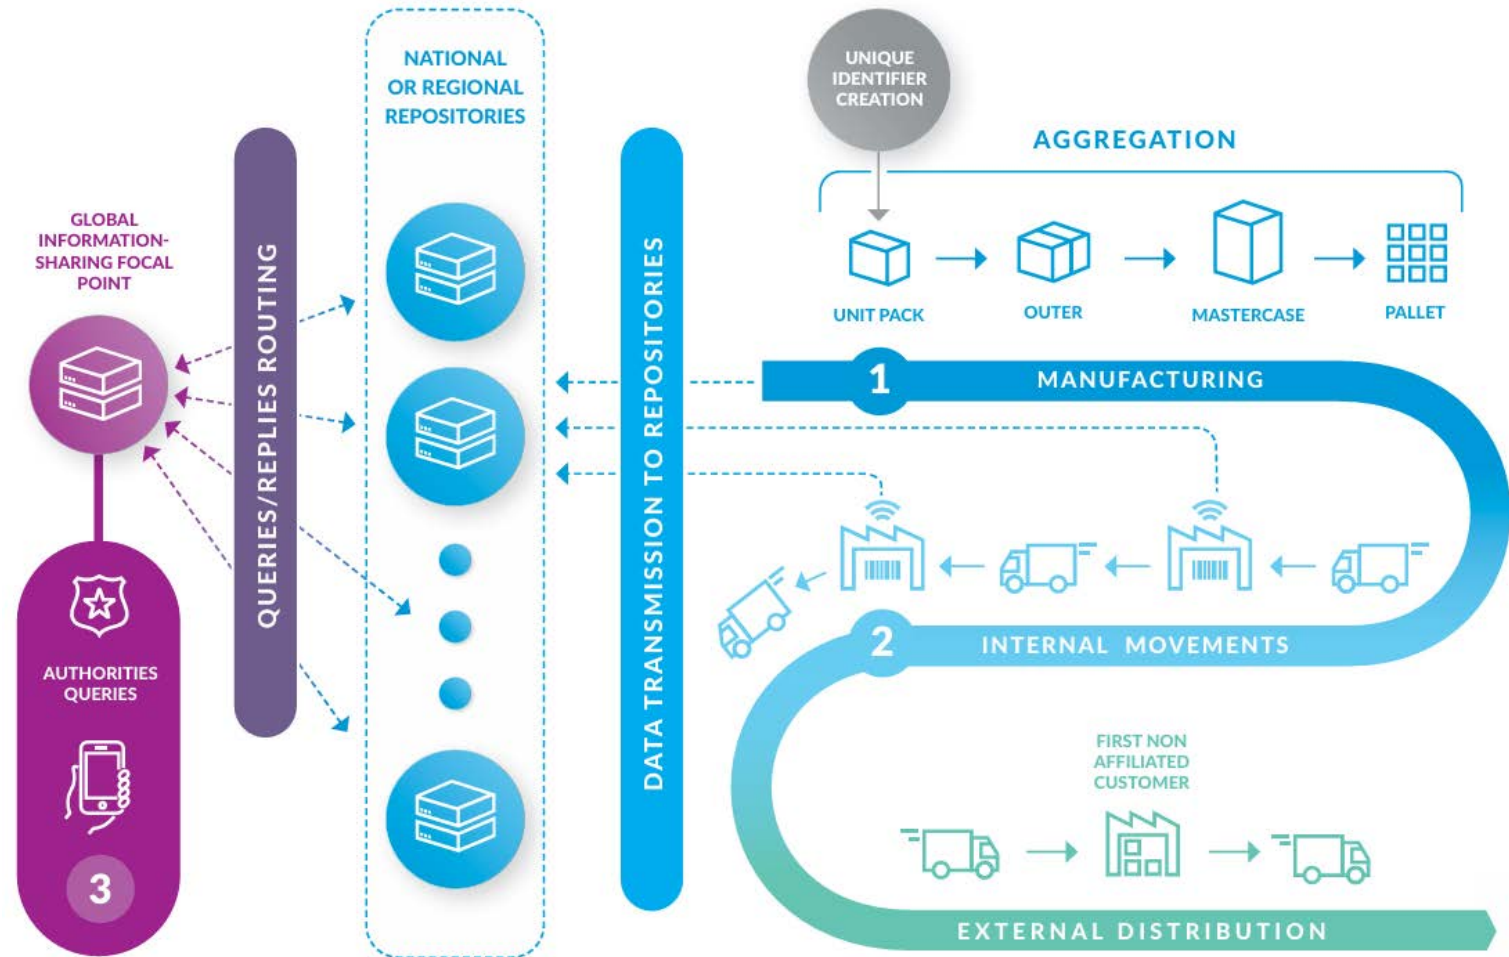 NATIONAL
OR REGIONAL
REPOSITORIES
UNIQUE
IDENTIFIER
CREATION
AGGREGATION
GLOBAL
INFORMATION-
SHARING FOCAL
POINT
QUERIES/REPLIES ROUTING
DATA TRANSMISSION TO REPOSITORIES
UNIT PACK
OUTER
MASTERCASE
PALLET
1
MANUFACTURING
2
INTERNAL MOVEMENTS
AUTHORITIES
QUERIES
3
FIRST NON
AFFILIATED
CUSTOMER
EXTERNAL DISTRIBUTION